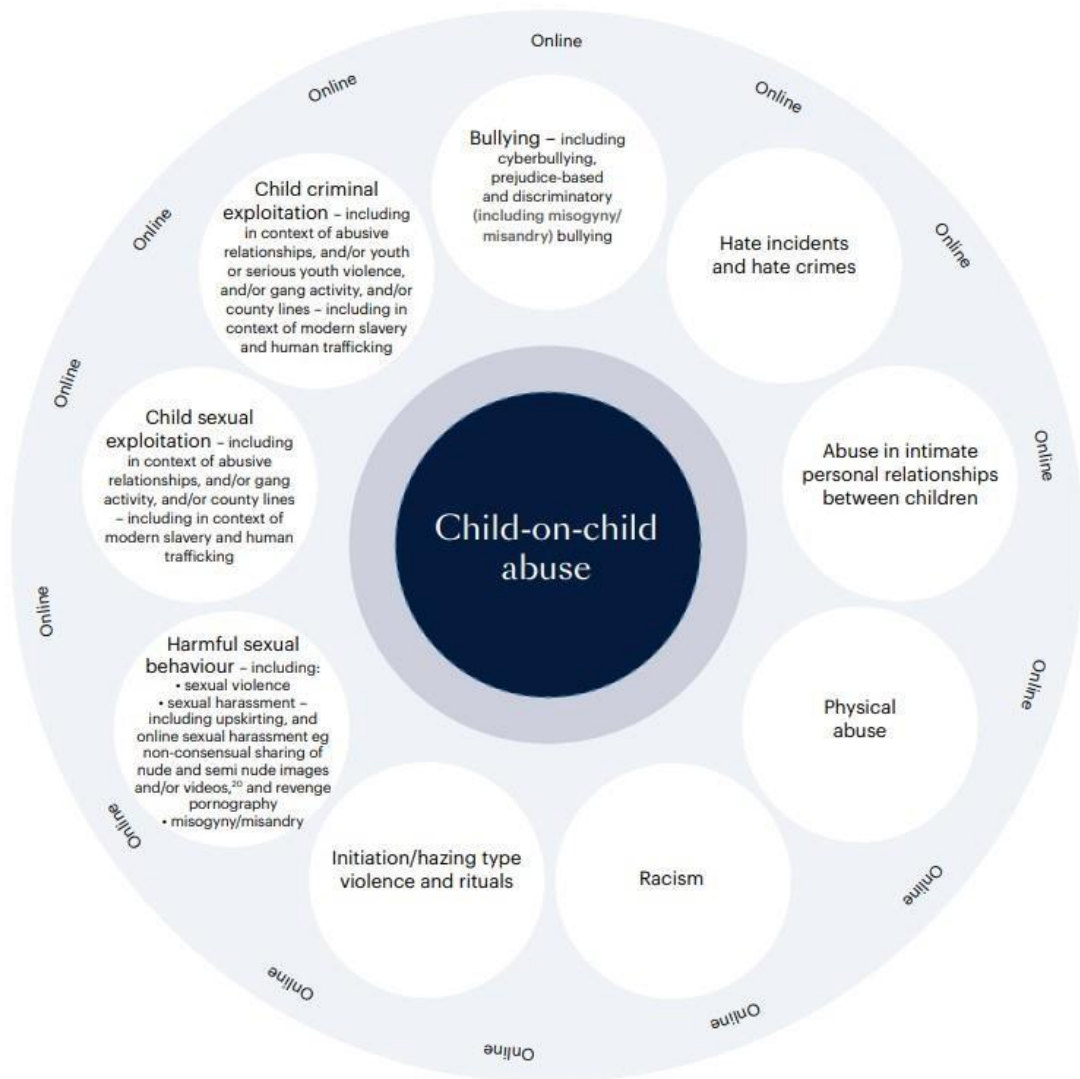 Online
Online
Online
Online
Online
Online
Online
Online
Online
Online
Online
Online
Online
Online
Bullying – including
cyberbullying,
prejudice-based
and discriminatory
(including misogyny/
misandry) bullying
Hate incidents
and hate crimes
Abuse in intimate
personal relationships
between children
Physical
abuse
Racism
Initiation/hazing type
violence and rituals
Harmful sexual
behaviour – including:
• sexual violence
• sexual harassment –
including upskirting, and
online sexual harassment eg
non-consensual sharing of
nude and semi nude images
and/or videos,²⁰ and revenge
pornography
• misogyny/misandry
Child sexual
exploitation – including
in context of abusive
relationships, and/or gang
activity, and/or county lines
– including in context of
modern slavery and human
trafficking
Child criminal
exploitation – including
in context of abusive
relationships, and/or youth
or serious youth violence,
and/or gang activity, and/or
county lines – including in
context of modern slavery
and human trafficking
Child-on-child
abuse